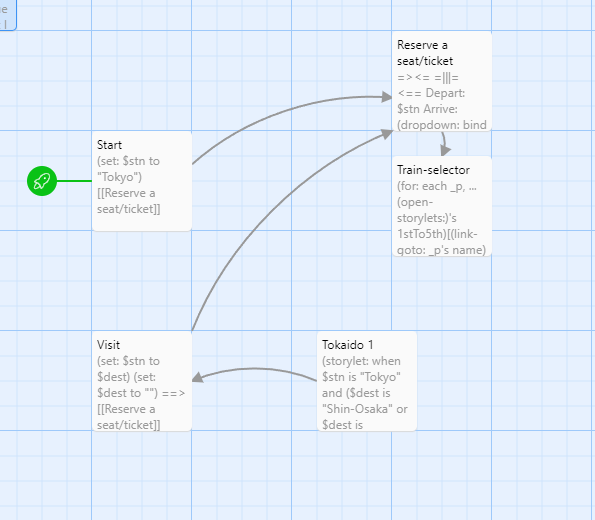 ue
|
Reserve a
seat/ticket
=><= =|||=
<== Depart:
$stn Arrive:
(dropdown: bind
Start
(set: $stn to
"Tokyo")
[[Reserve a
seat/ticket]]
Train-selector
(for: each _p, ...
(open-
storylets:)'s
1stTo5th)[(link-
goto: _p's name)
Visit
(set: $stn to
$dest) (set:
$dest to "") ==>
[[Reserve a
seat/ticket]]
Tokaido 1
(storylet: when
$stn is "Tokyo"
and ($dest is
"Shin-Osaka" or
$dest is